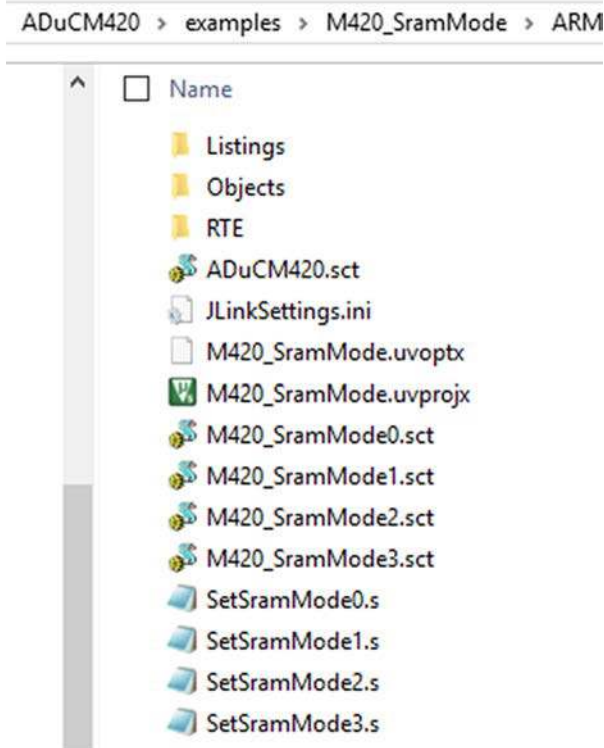 ADuCM420 > examples > M420_SramMode > ARM
Name
Listings
Objects
RTE
ADuCM420.sct
JLinkSettings.ini
M420_SramMode.uvoptx
M420_SramMode.uvprojx
M420_SramMode0.sct
M420_SramMode1.sct
M420_SramMode2.sct
M420_SramMode3.sct
SetSramMode0.s
SetSramMode1.s
SetSramMode2.s
SetSramMode3.s